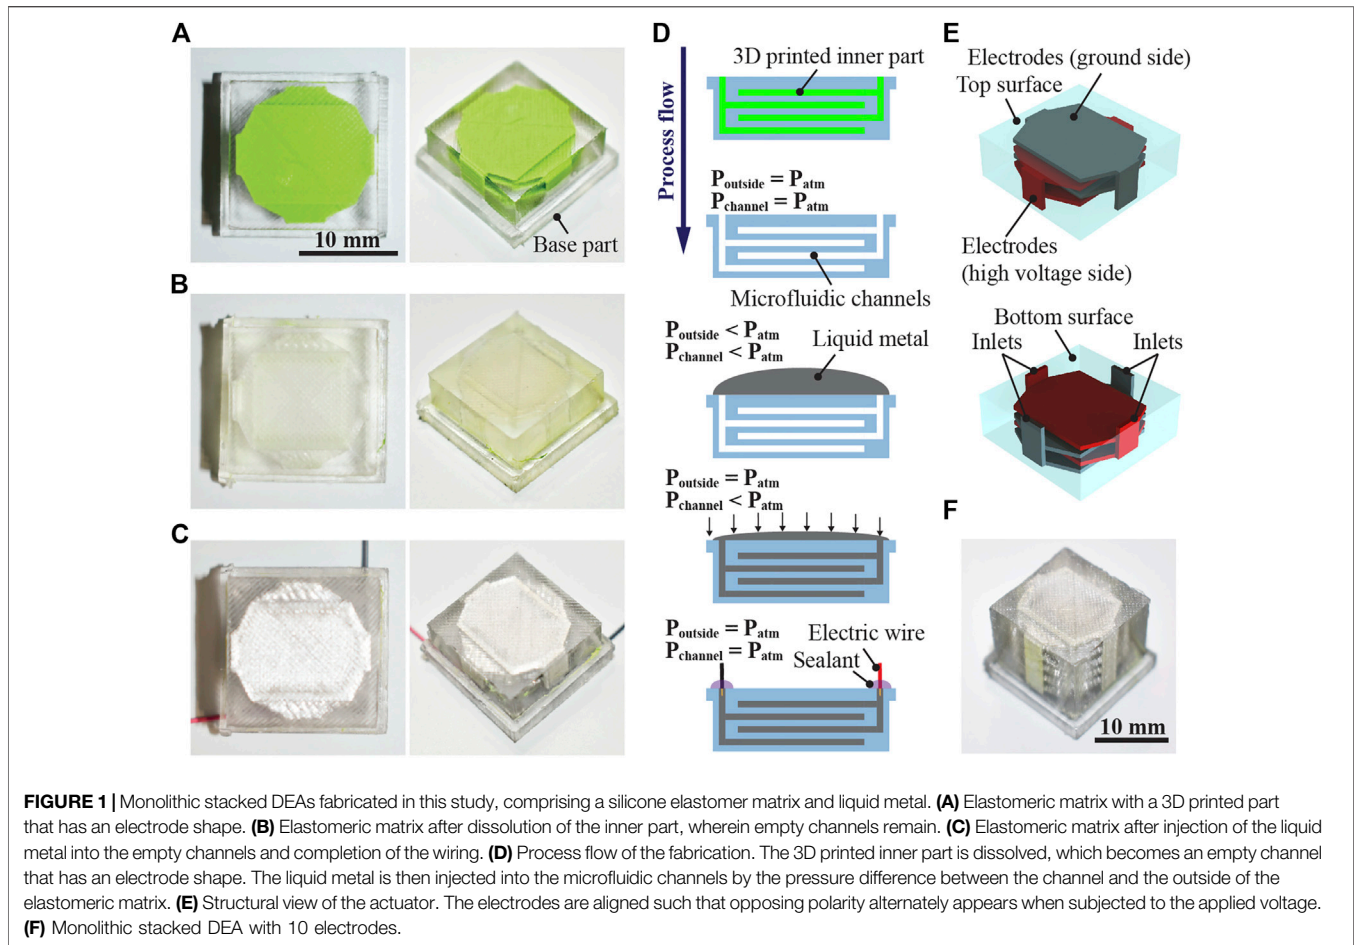 A
10 mm
Base part
B
C
D
Process flow
3D printed inner part
Poutside = Patm
Pchannel = Patm
Microfluidic channels
Poutside < Patm
Pchannel < Patm
Liquid metal
Poutside = Patm
Pchannel < Patm
Poutside = Patm
Pchannel = Patm
Electric wire
Sealant
E
Electrodes (ground side)
Top surface
Electrodes
(high voltage side)
Bottom surface
Inlets
Inlets
F
10 mm
FIGURE 1 | Monolithic stacked DEAs fabricated in this study, comprising a silicone elastomer matrix and liquid metal. (A) Elastomeric matrix with a 3D printed part
that has an electrode shape. (B) Elastomeric matrix after dissolution of the inner part, wherein empty channels remain. (C) Elastomeric matrix after injection of the liquid
metal into the empty channels and completion of the wiring. (D) Process flow of the fabrication. The 3D printed inner part is dissolved, which becomes an empty channel
that has an electrode shape. The liquid metal is then injected into the microfluidic channels by the pressure difference between the channel and the outside of the
elastomeric matrix. (E) Structural view of the actuator. The electrodes are aligned such that opposing polarity alternately appears when subjected to the applied voltage.
(F) Monolithic stacked DEA with 10 electrodes.